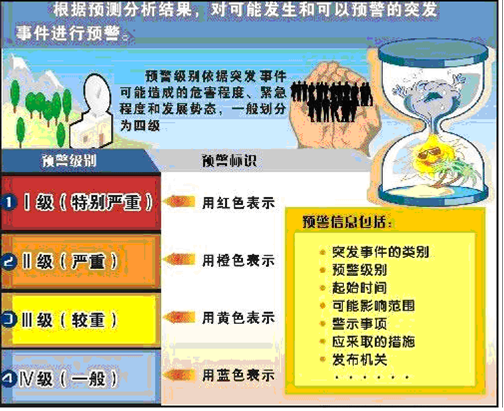 根据预测分析结果，对可能发生和可以预警的突发
事件进行预警。
预警级别依据突发事件
可能造成的危害程度、紧急
程度和发展势态，一般划分
为四级
预警级别
预警标识
1 Ⅰ级（特别严重）
用红色表示
2 Ⅱ级（严重）
用橙色表示
3 Ⅲ级（较重）
用黄色表示
4 Ⅳ级（一般）
用蓝色表示
预警信息包括：
突发事件的类别
预警级别
起始时间
可能影响范围
警示事项
应采取的措施
发布机关
······